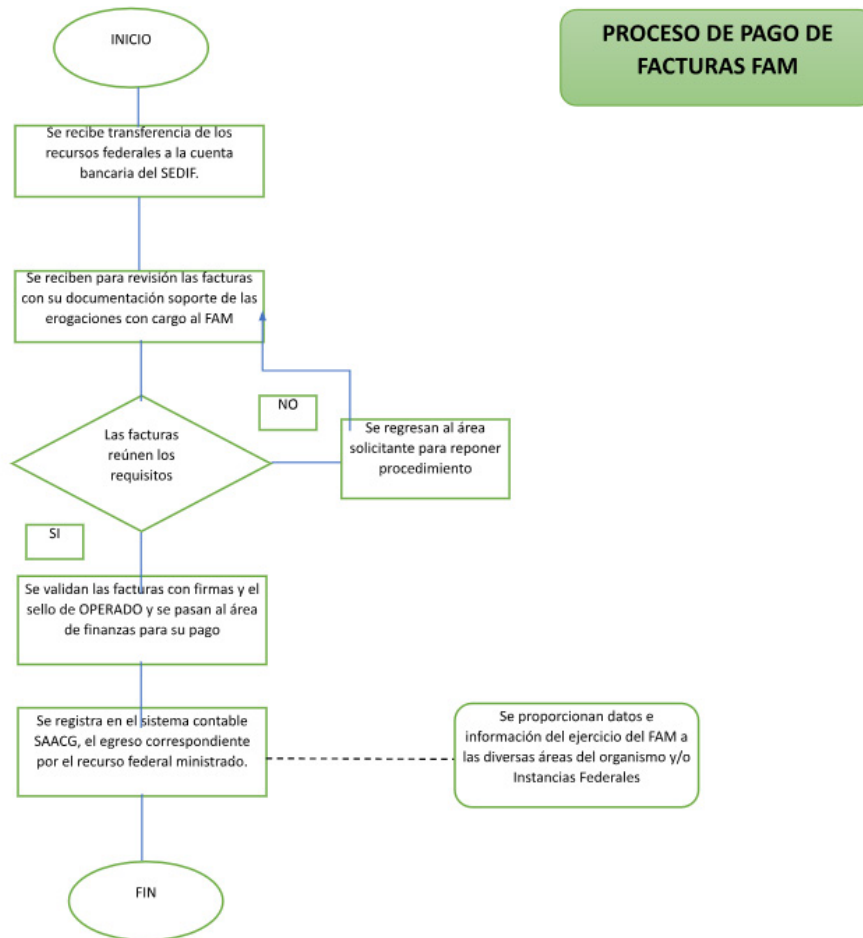 PROCESO DE PAGO DE
FACTURAS FAM
INICIO
Se recibe transferencia de los
recursos federales a la cuenta
bancaria del SEDIF.
Se reciben para revisión las facturas
con su documentación soporte de las
erogaciones con cargo al FAM
NO
Las facturas
reúnen los
requisitos
Se regresan al área
solicitante para reponer
procedimiento
SI
Se validan las facturas con firmas y el
sello de OPERADO y se pasan al área
de finanzas para su pago
Se registra en el sistema contable
SAACG, el egreso correspondiente
por el recurso federal ministrado.
Se proporcionan datos e
información del ejercicio del FAM a
las diversas áreas del organismo y/o
Instancias Federales
FIN